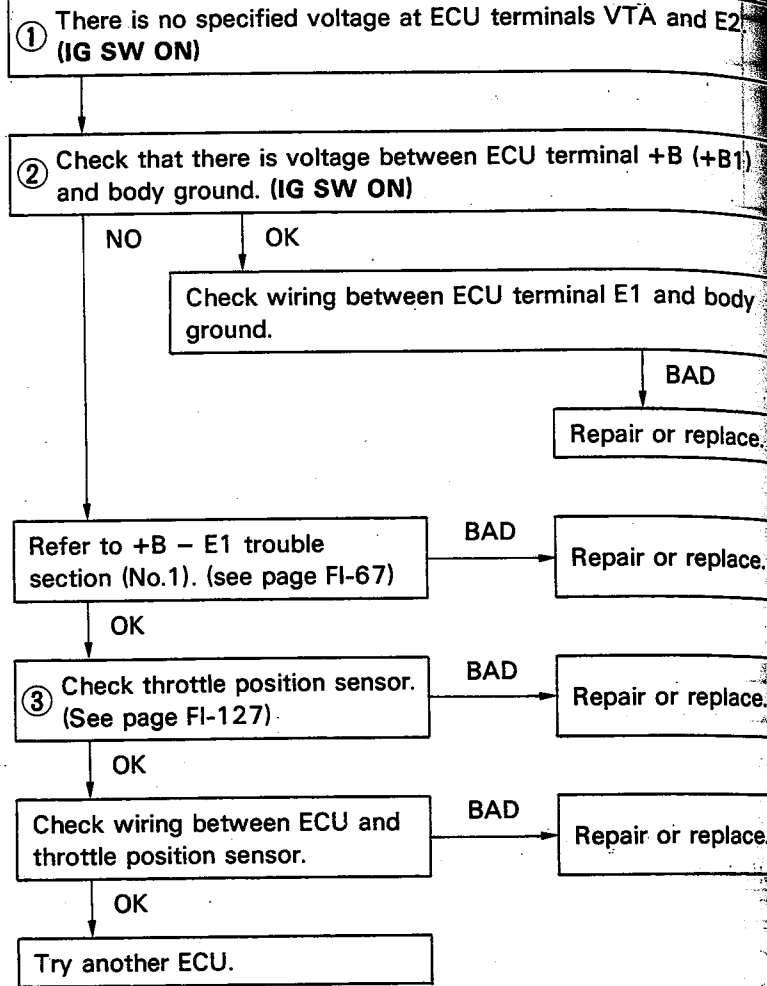 ① There is no specified voltage at ECU terminals VTA and E2.
(IG SW ON)
② Check that there is voltage between ECU terminal +B (+B1)
and body ground. (IG SW ON)
NO
OK
Check wiring between ECU terminal E1 and body
ground.
BAD
Repair or replace.
Refer to +B – E1 trouble
section (No.1). (see page FI-67)
BAD
Repair or replace.
OK
③ Check throttle position sensor.
(See page FI-127)
BAD
Repair or replace.
OK
Check wiring between ECU and
throttle position sensor.
BAD
Repair or replace.
OK
Try another ECU.